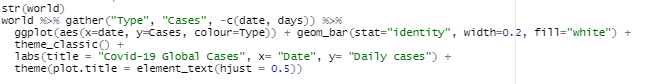 str(world)
world %>% gather("Type", "Cases", -c(date, days)) %>%
ggplot(aes(x=date, y=Cases, colour=Type)) + geom_bar(stat="identity", width=0.2, fill="white") +
theme_classic() +
labs(title = "Covid-19 Global Cases", x= "Date", y= "Daily cases") +
theme(plot.title = element_text(hjust = 0.5))